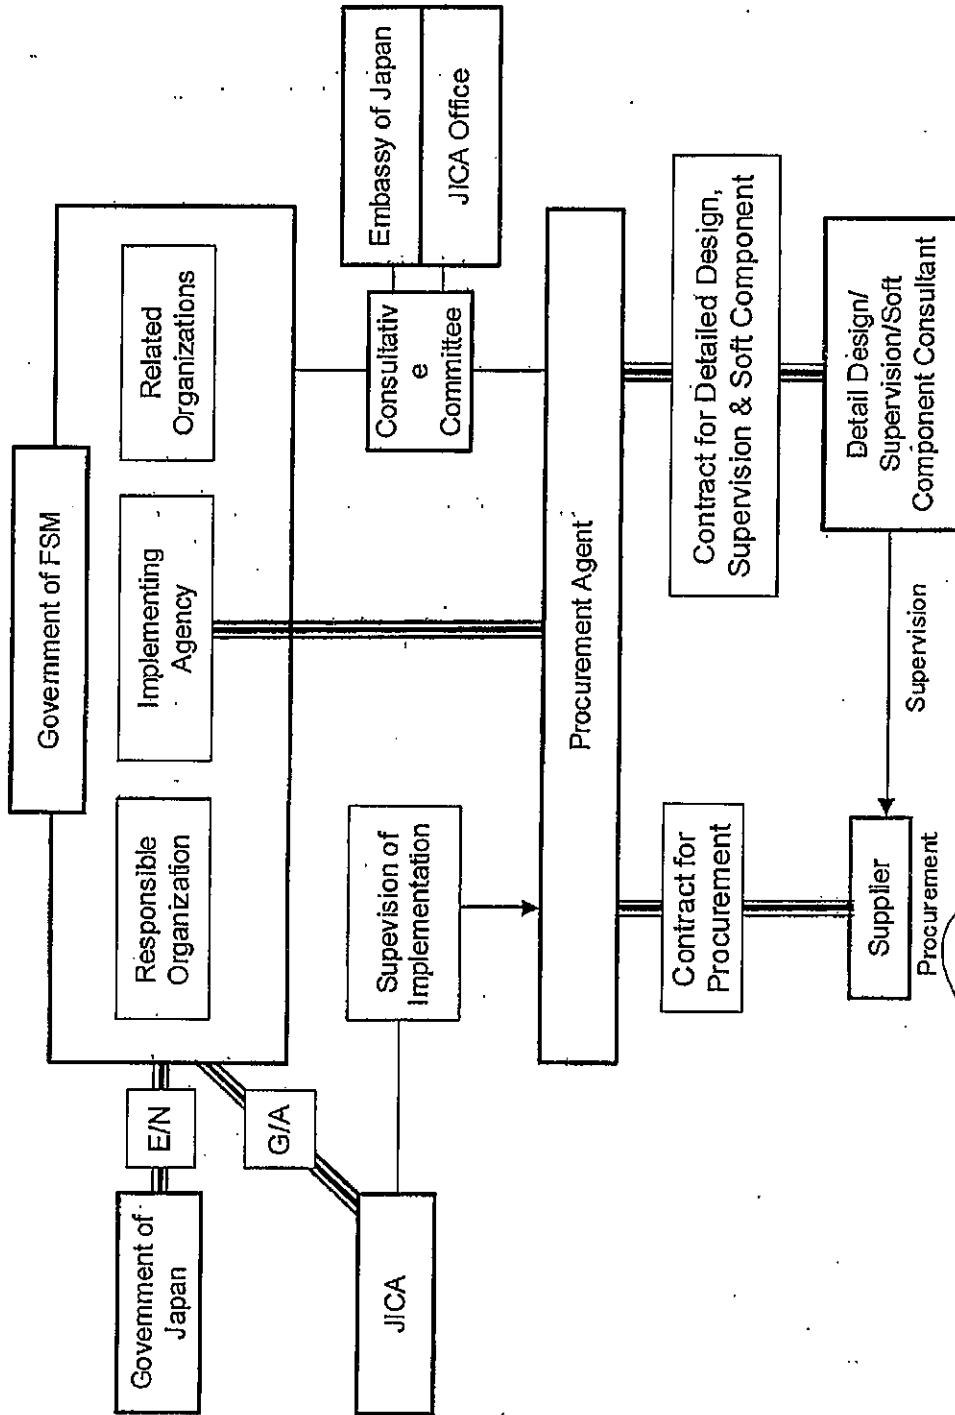 Government of FSM
Responsible
Organization
Implementing
Agency
Related
Organizations
Government of
Japan
E/N
G/A
JICA
Supevision of
Implementation
Consultativ
e
Committee
Embassy of Japan
JICA Office
Procurement Agent
Contract for
Procurement
Contract for Detailed Design,
Supervision & Soft Component
Supplier
Procurement
Supervision
Detail Design/
Supervision/Soft
Component Consultant